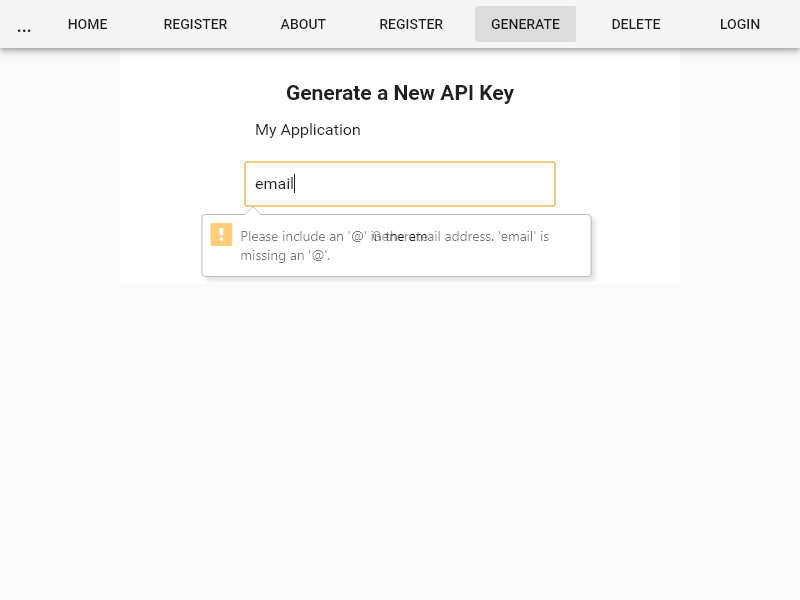 ... HOME REGISTER ABOUT REGISTER GENERATE DELETE LOGIN
Generate a New API Key
My Application
email
Please include an '@' in the email address. 'email' is
missing an '@'.
Generate